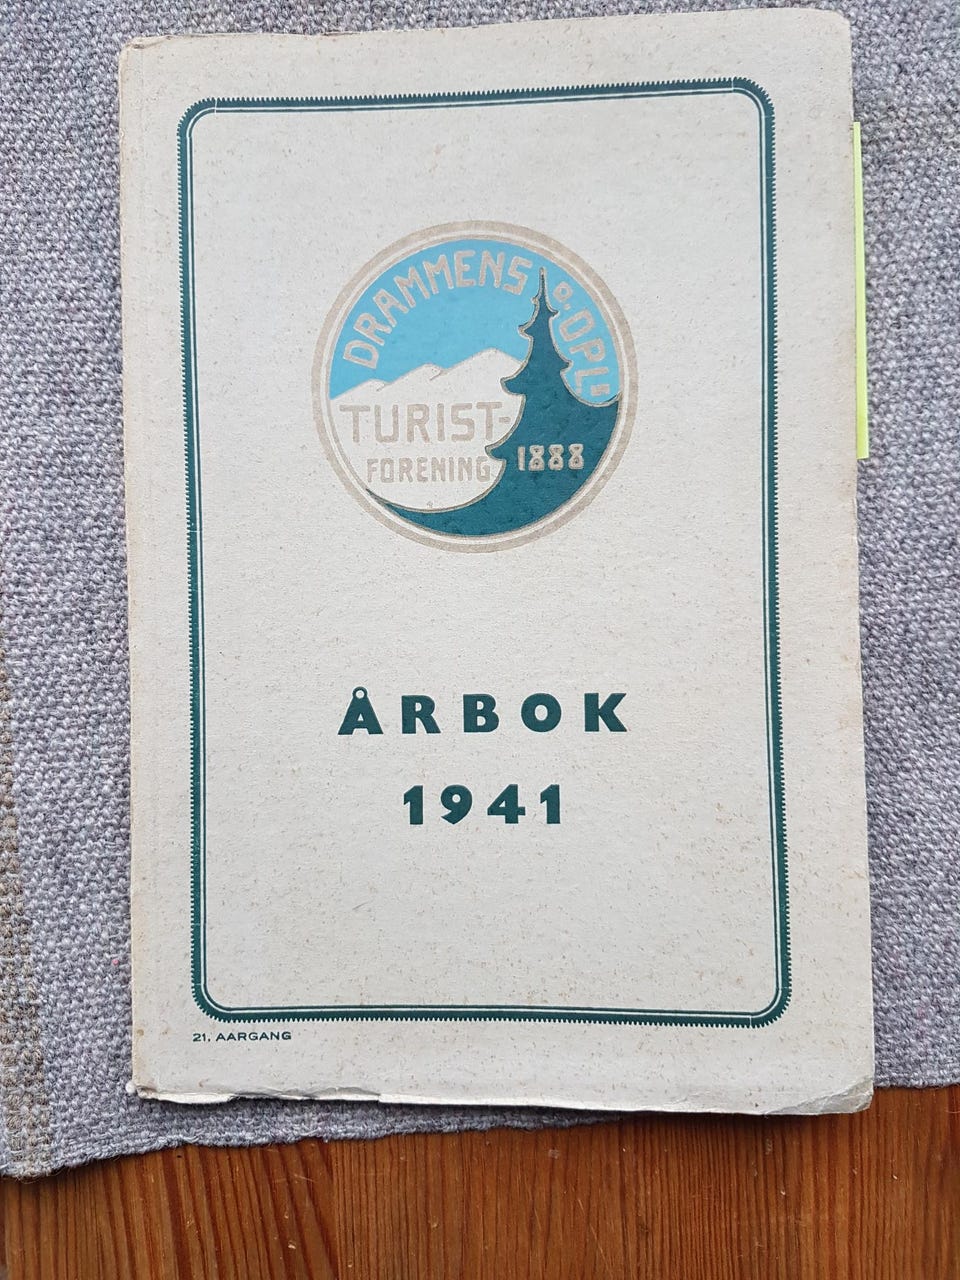 DRAMMENS o. OPL.
TURIST-
FORENING
1888
ÅRBOK
1941
21. AARGANG